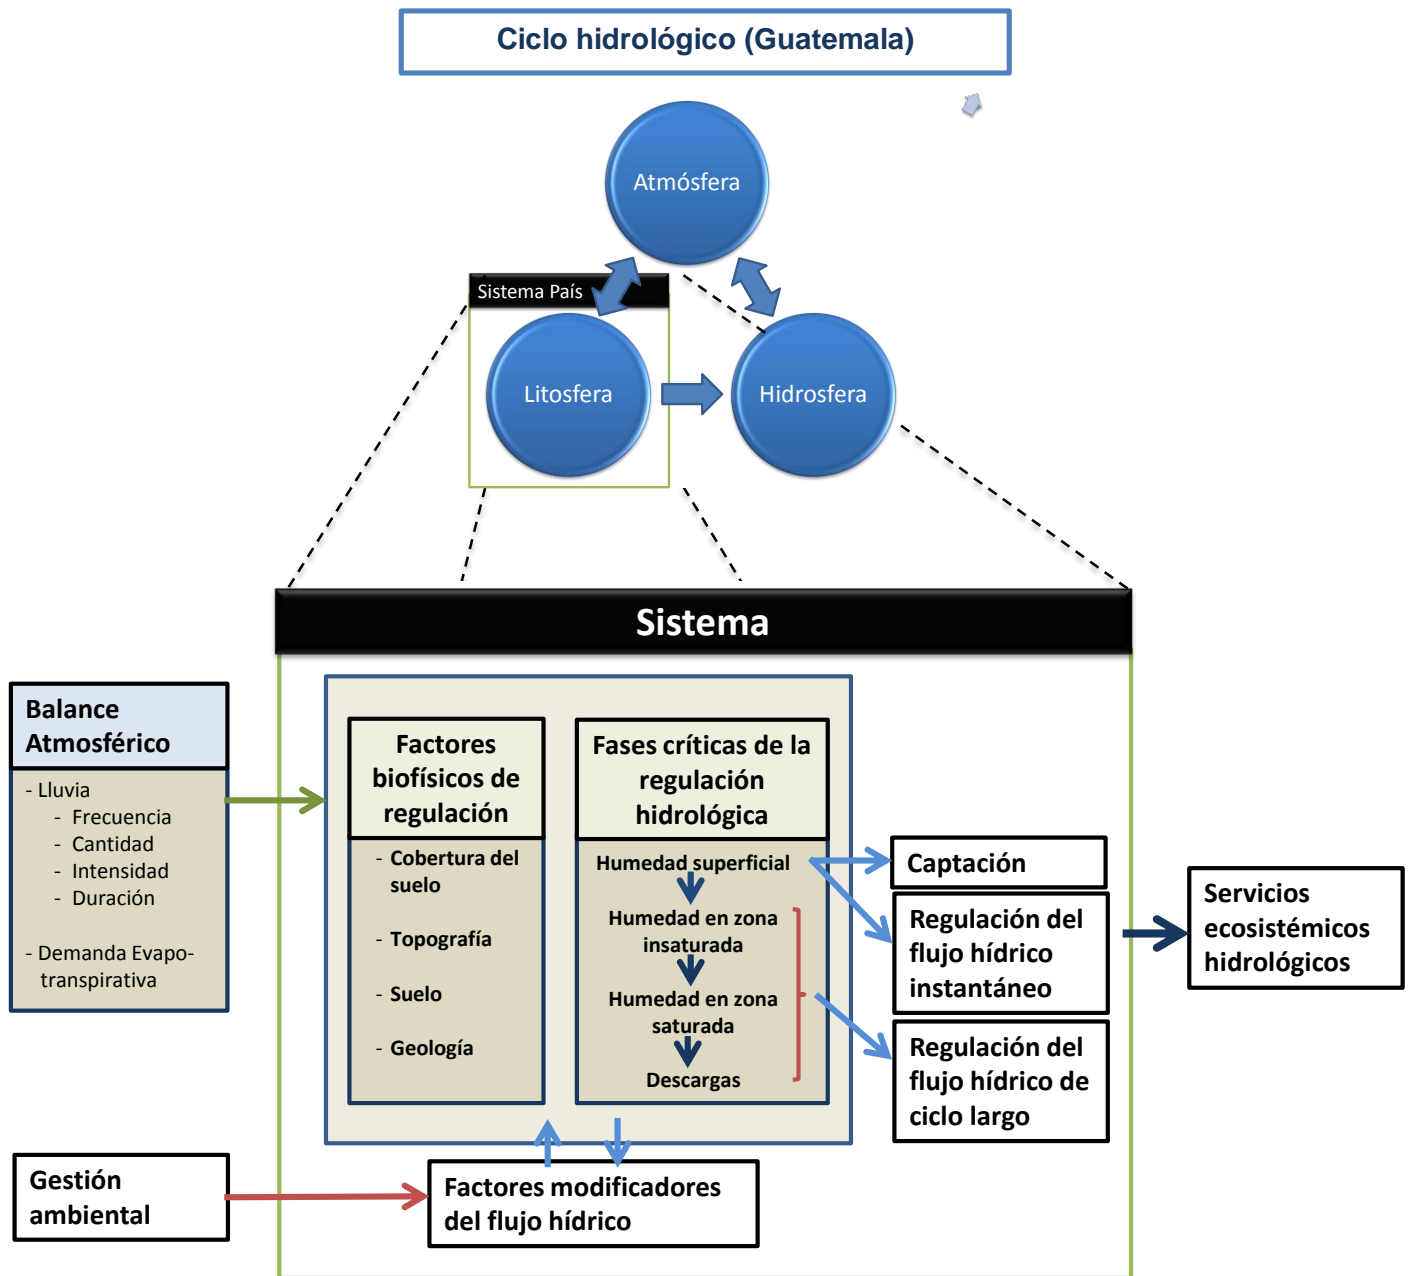 Ciclo hidrológico (Guatemala)
Atmósfera
Sistema País
Litosfera
Hidrosfera
Sistema
Balance
Atmosférico
- Lluvia
- Frecuencia
- Cantidad
- Intensidad
- Duración
- Demanda Evapo-
transpirativa
Factores
biofísicos de
regulación
- Cobertura del
suelo
- Topografía
- Suelo
- Geología
Fases críticas de la
regulación
hidrológica
Humedad superficial
Humedad en zona
insaturada
Humedad en zona
saturada
Descargas
Captación
Regulación del
flujo hídrico
instantáneo
Regulación del
flujo hídrico de
ciclo largo
Servicios
ecosistémicos
hidrológicos
Gestión
ambiental
Factores modificadores
del flujo hídrico